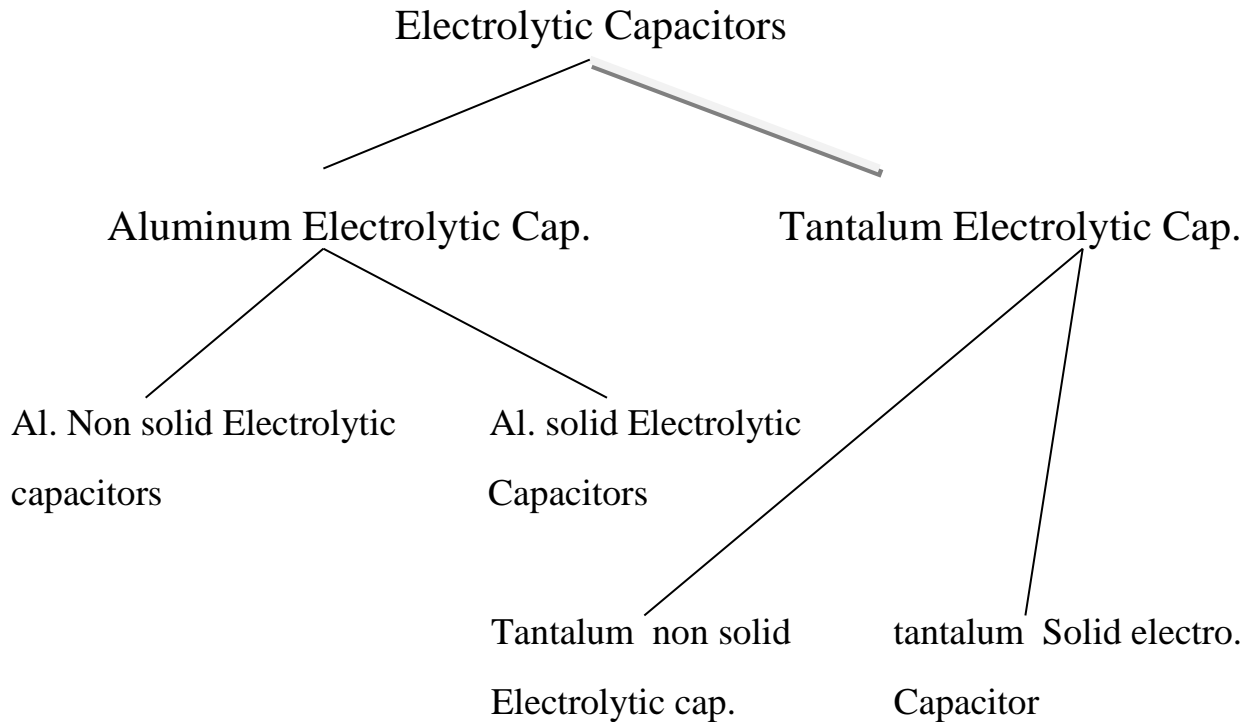 Electrolytic Capacitors
Aluminum Electrolytic Cap.
Tantalum Electrolytic Cap.
Al. Non solid Electrolytic
capacitors
Al. solid Electrolytic
Capacitors
Tantalum non solid
Electrolytic cap.
tantalum Solid electro.
Capacitor